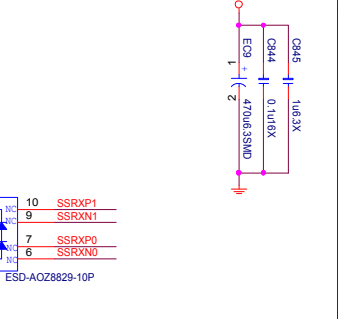 EC9
C844
C845
1
+
2
470u6.3SMD
0.1u16X
1u6.3X
NC 10 SSRXP1
NC 9 SSRXN1
NC 7 SSRXP0
NC 6 SSRXN0
ESD-AOZ8829-10P